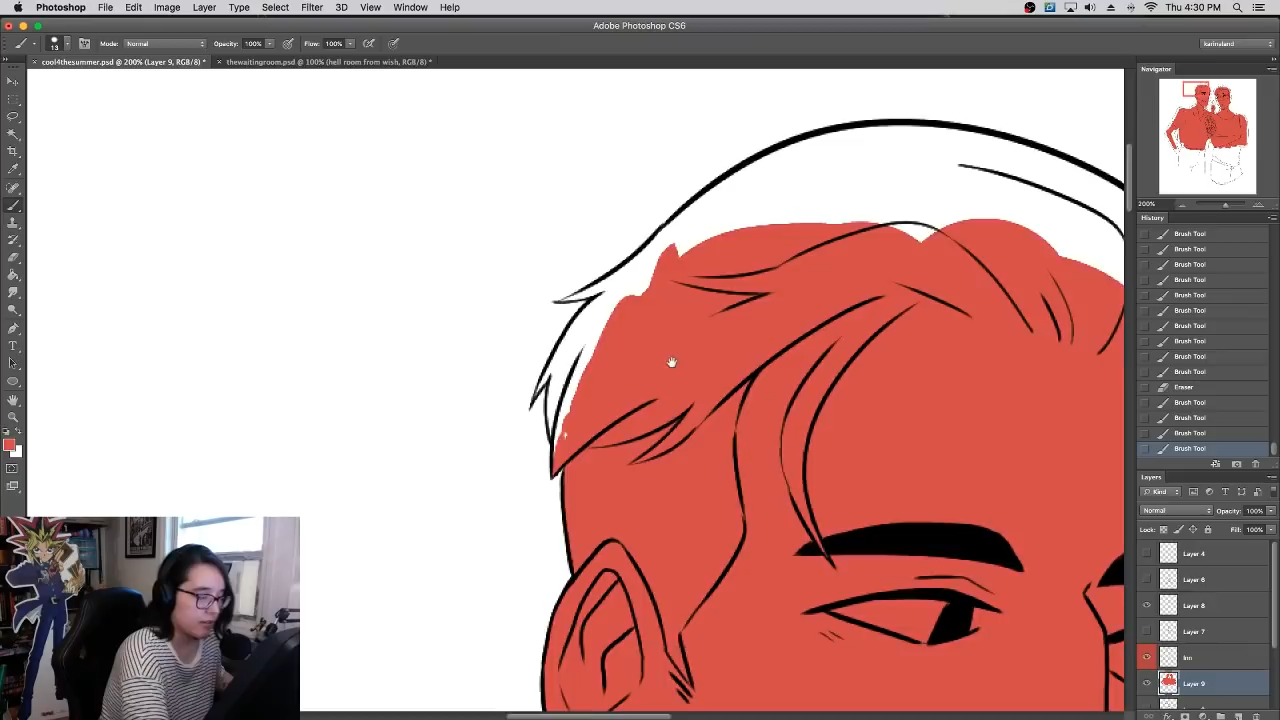 Photoshop File Edit Image Layer Type Select Filter 3D View Window Help Thu 4:30 PM
Adobe Photoshop CS6
13 Mode: Normal Opacity: 100% Flow: 100% karinsland
× cool4thesummer.psd @ 200% (Layer 9, RGB/8) * × thewaitingroom.psd @ 100% (hell room from wish, RGB/8) *
Navigator
200%
History
Brush Tool
Brush Tool
Brush Tool
Brush Tool
Brush Tool
Brush Tool
Brush Tool
Brush Tool
Brush Tool
Brush Tool
Eraser
Brush Tool
Brush Tool
Brush Tool
Brush Tool
Layers
Kind
Normal Opacity: 100%
Lock: Fill: 100%
Layer 4
Layer 6
Layer 8
Layer 7
Layer 9